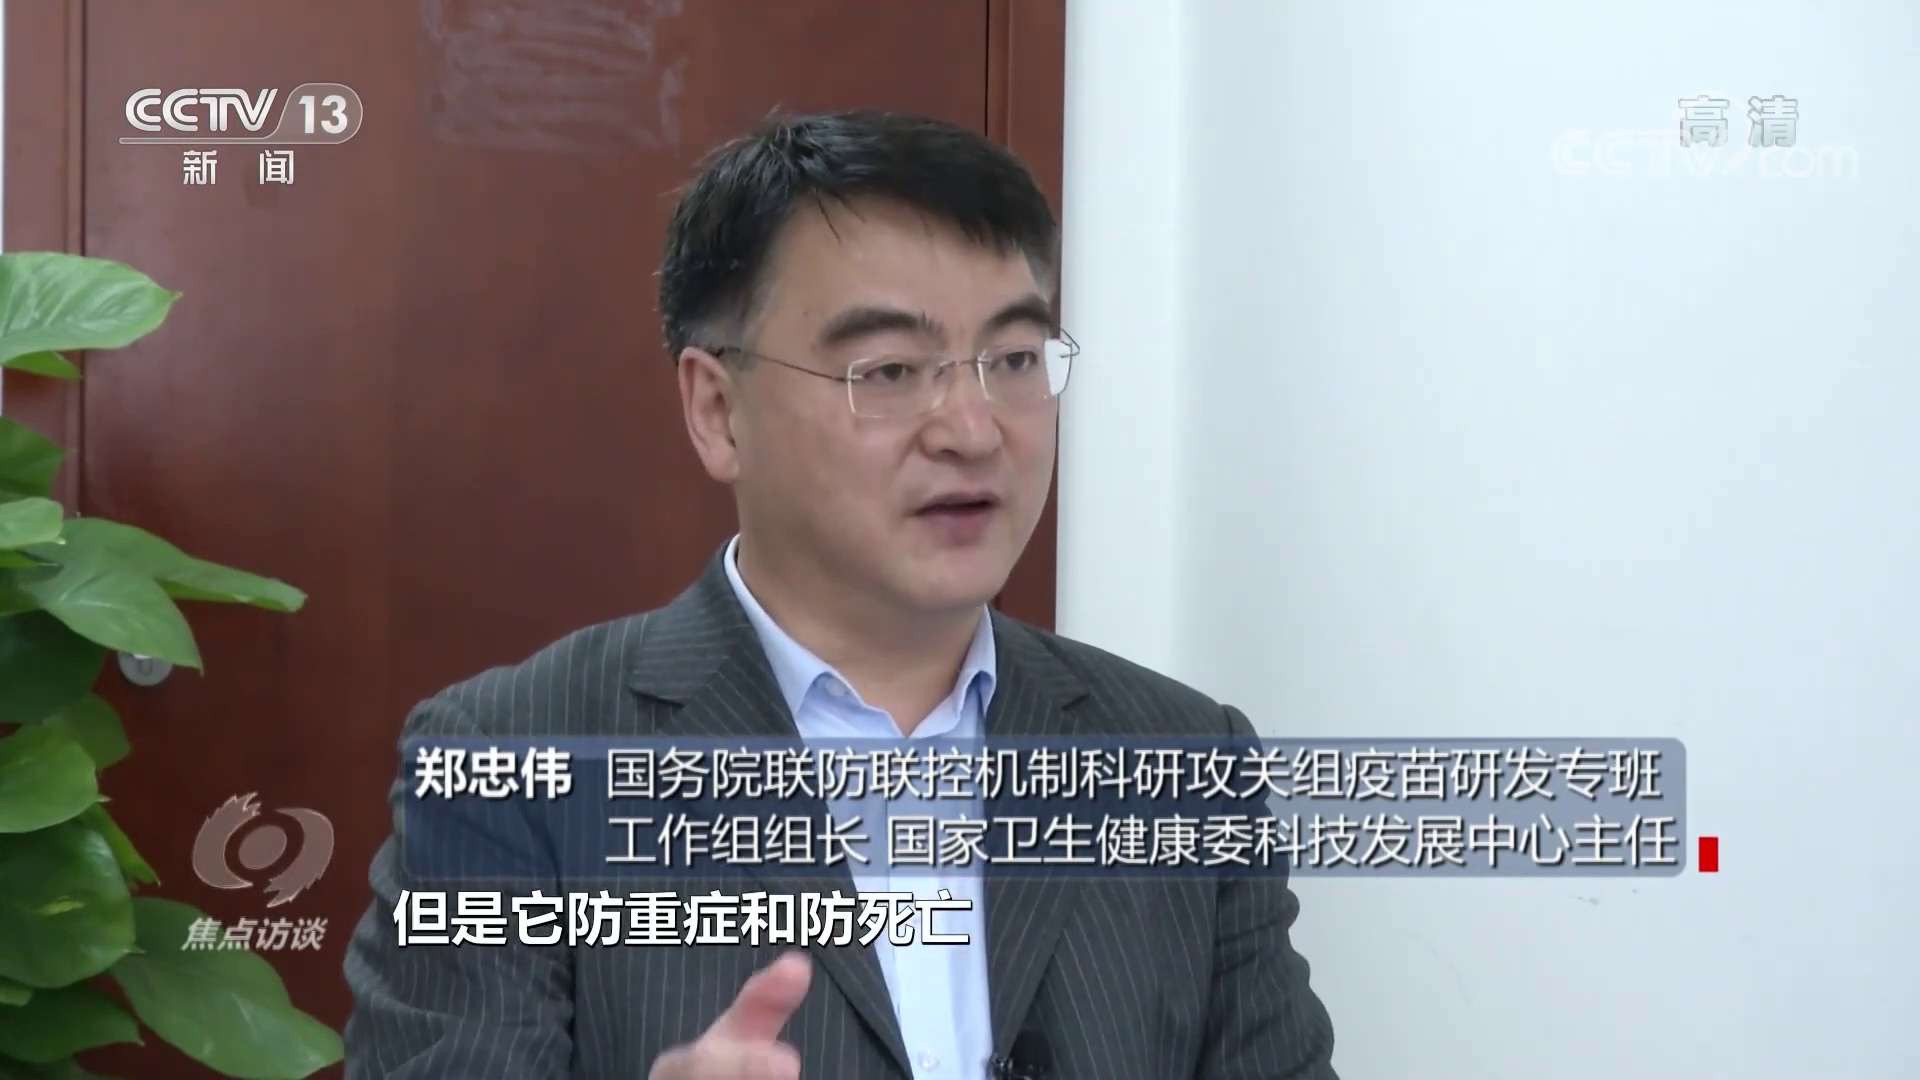 CCTV 13
新闻
高清
CCTV.com
郑忠伟 国务院联防联控机制科研攻关组疫苗研发专班
工作组组长 国家卫生健康委科技发展中心主任
焦点访谈
但是它防重症和防死亡